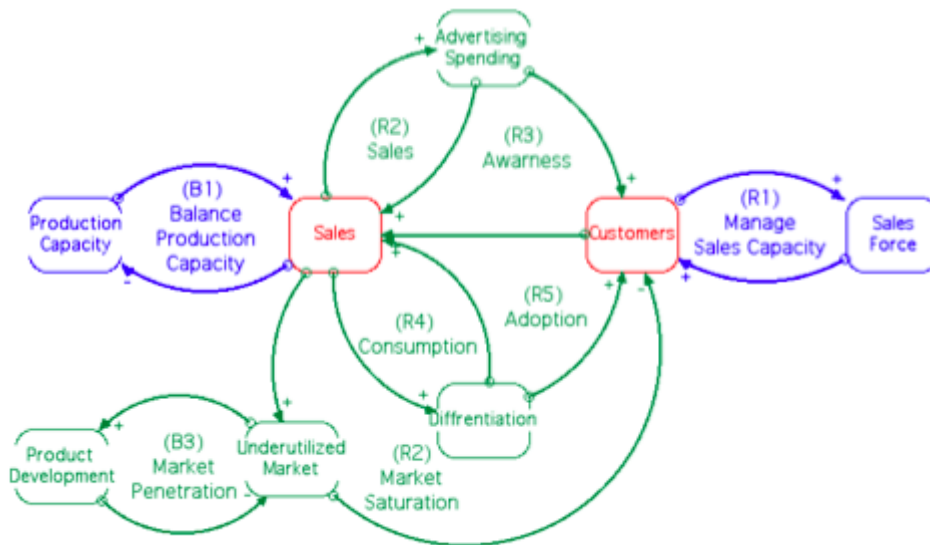 Advertising
Spending
+
(R2)
Sales
(R3)
Awarness
+
+
(B1)
Balance
Production
Capacity
Production
Capacity
-
Sales
+
+
Customers
+
-
+
(R1)
Manage
Sales Capacity
+
Sales
Force
(R4)
Consumption
+
(R5)
Adoption
Diffrentiation
+
Underutilized
Market
-
(B3)
Market
Penetration
+
Product
Development
(R2)
Market
Saturation